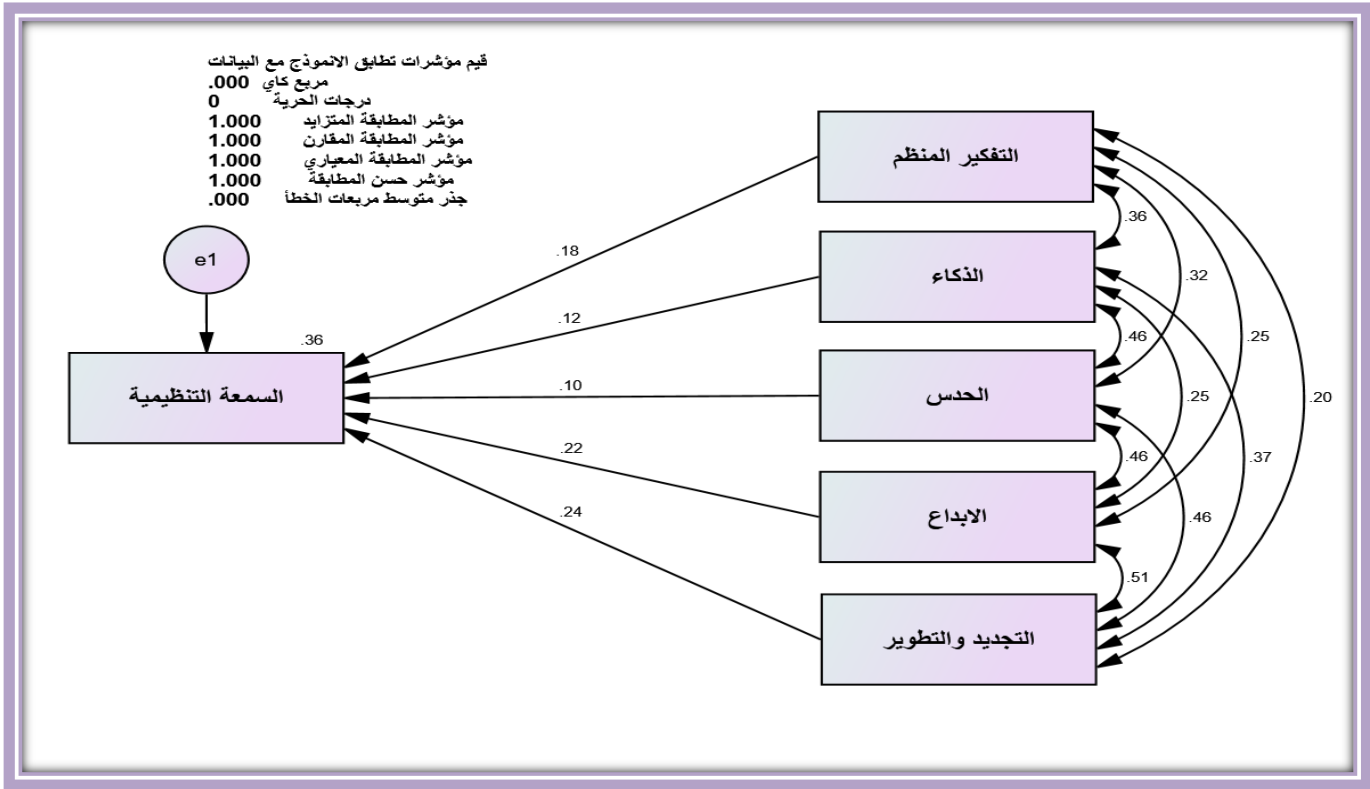 قيم مؤشرات تطابق الانموذج مع البيانات
مربع كاي .000
درجات الحرية 0
مؤشر المطابقة المتزايد 1.000
مؤشر المطابقة المقارن 1.000
مؤشر المطابقة المعياري 1.000
مؤشر حسن المطابقة 1.000
جذر متوسط مربعات الخطأ .000
e1
.36
السمعة التنظيمية
.18
.12
.10
.22
.24
التفكير المنظم
الذكاء
الحدس
الابداع
التجديد والتطوير
.36
.32
.46
.25
.25
.20
.46
.37
.46
.51